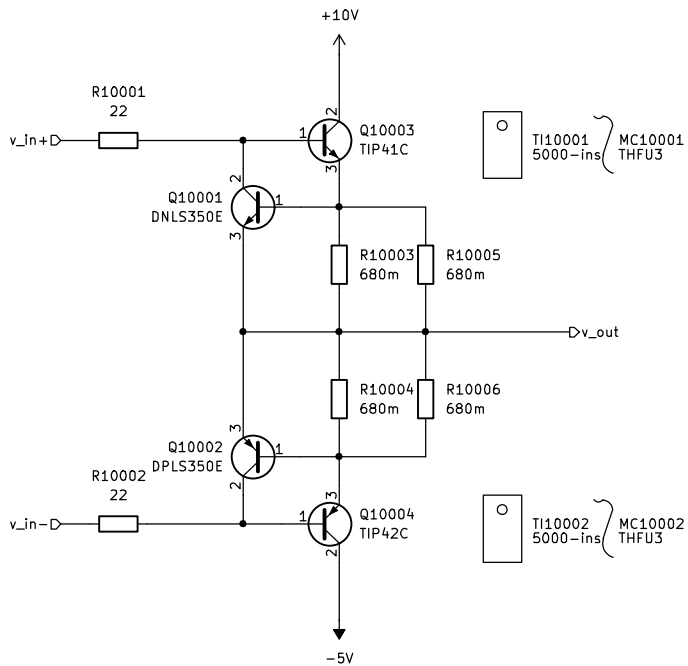 +10V
R10001
22
v_in+
1
2
Q10003
TIP41C
3
TI10001
5000-ins
MC10001
THFU3
2
Q10001
DNLS350E
1
3
R10003
680m
R10005
680m
v_out
R10004
680m
R10006
680m
3
Q10002
DPLS350E
1
2
R10002
22
v_in-
1
3
Q10004
TIP42C
2
TI10002
5000-ins
MC10002
THFU3
-5V